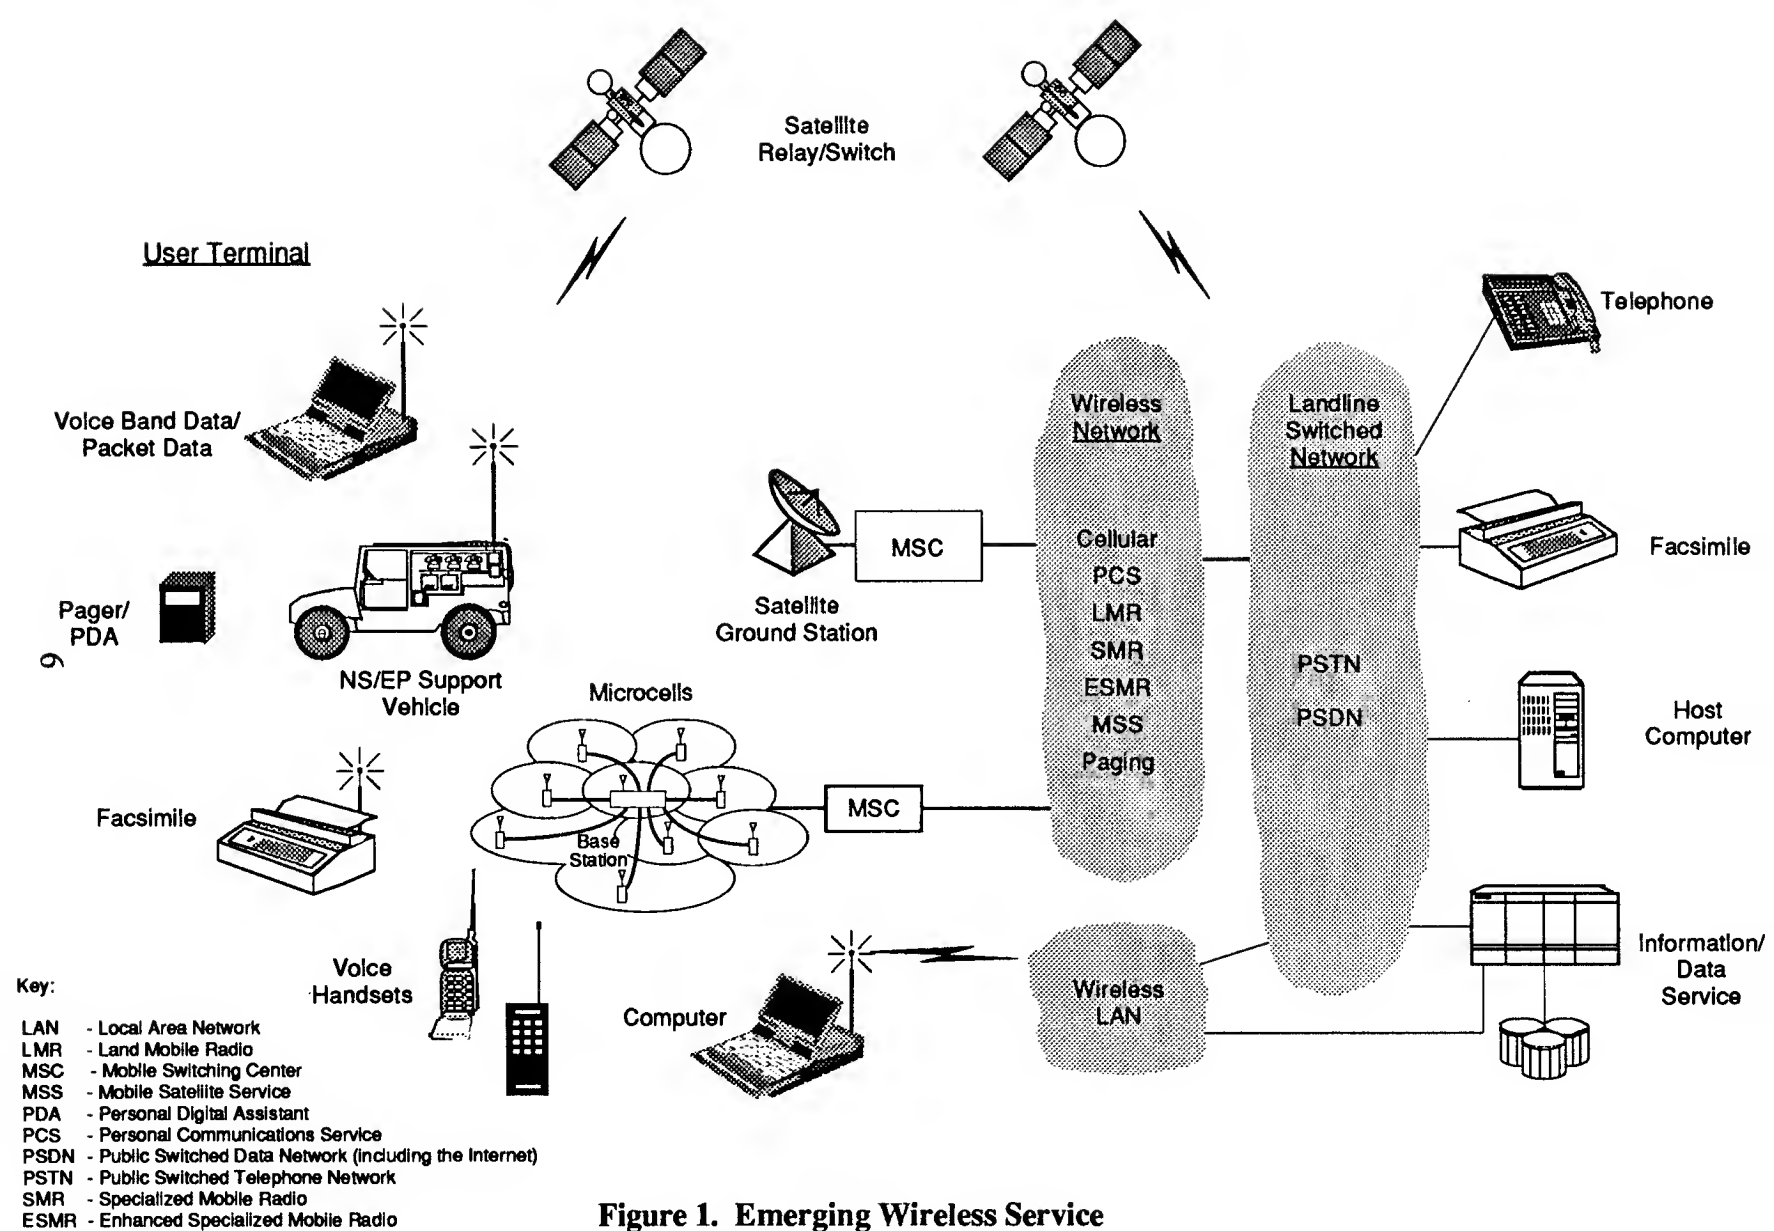 Satellite
Relay/Switch
User Terminal
Telephone
Voice Band Data/
Packet Data
Wireless
Network
Landline
Switched
Network
MSC
Cellular
PCS
LMR
SMR
ESMR
MSS
Paging
Facsimile
Pager/
PDA
Satellite
Ground Station
PSTN
PSDN
9
NS/EP Support
Vehicle
Microcells
Host
Computer
Facsimile
MSC
Base
Station
Voice
Handsets
Computer
Wireless
LAN
Information/
Data
Service
Key:
LAN - Local Area Network
LMR - Land Mobile Radio
MSC - Mobile Switching Center
MSS - Mobile Satellite Service
PDA - Personal Digital Assistant
PCS - Personal Communications Service
PSDN - Public Switched Data Network (including the Internet)
PSTN - Public Switched Telephone Network
SMR - Specialized Mobile Radio
ESMR - Enhanced Specialized Mobile Radio
Figure 1. Emerging Wireless Service